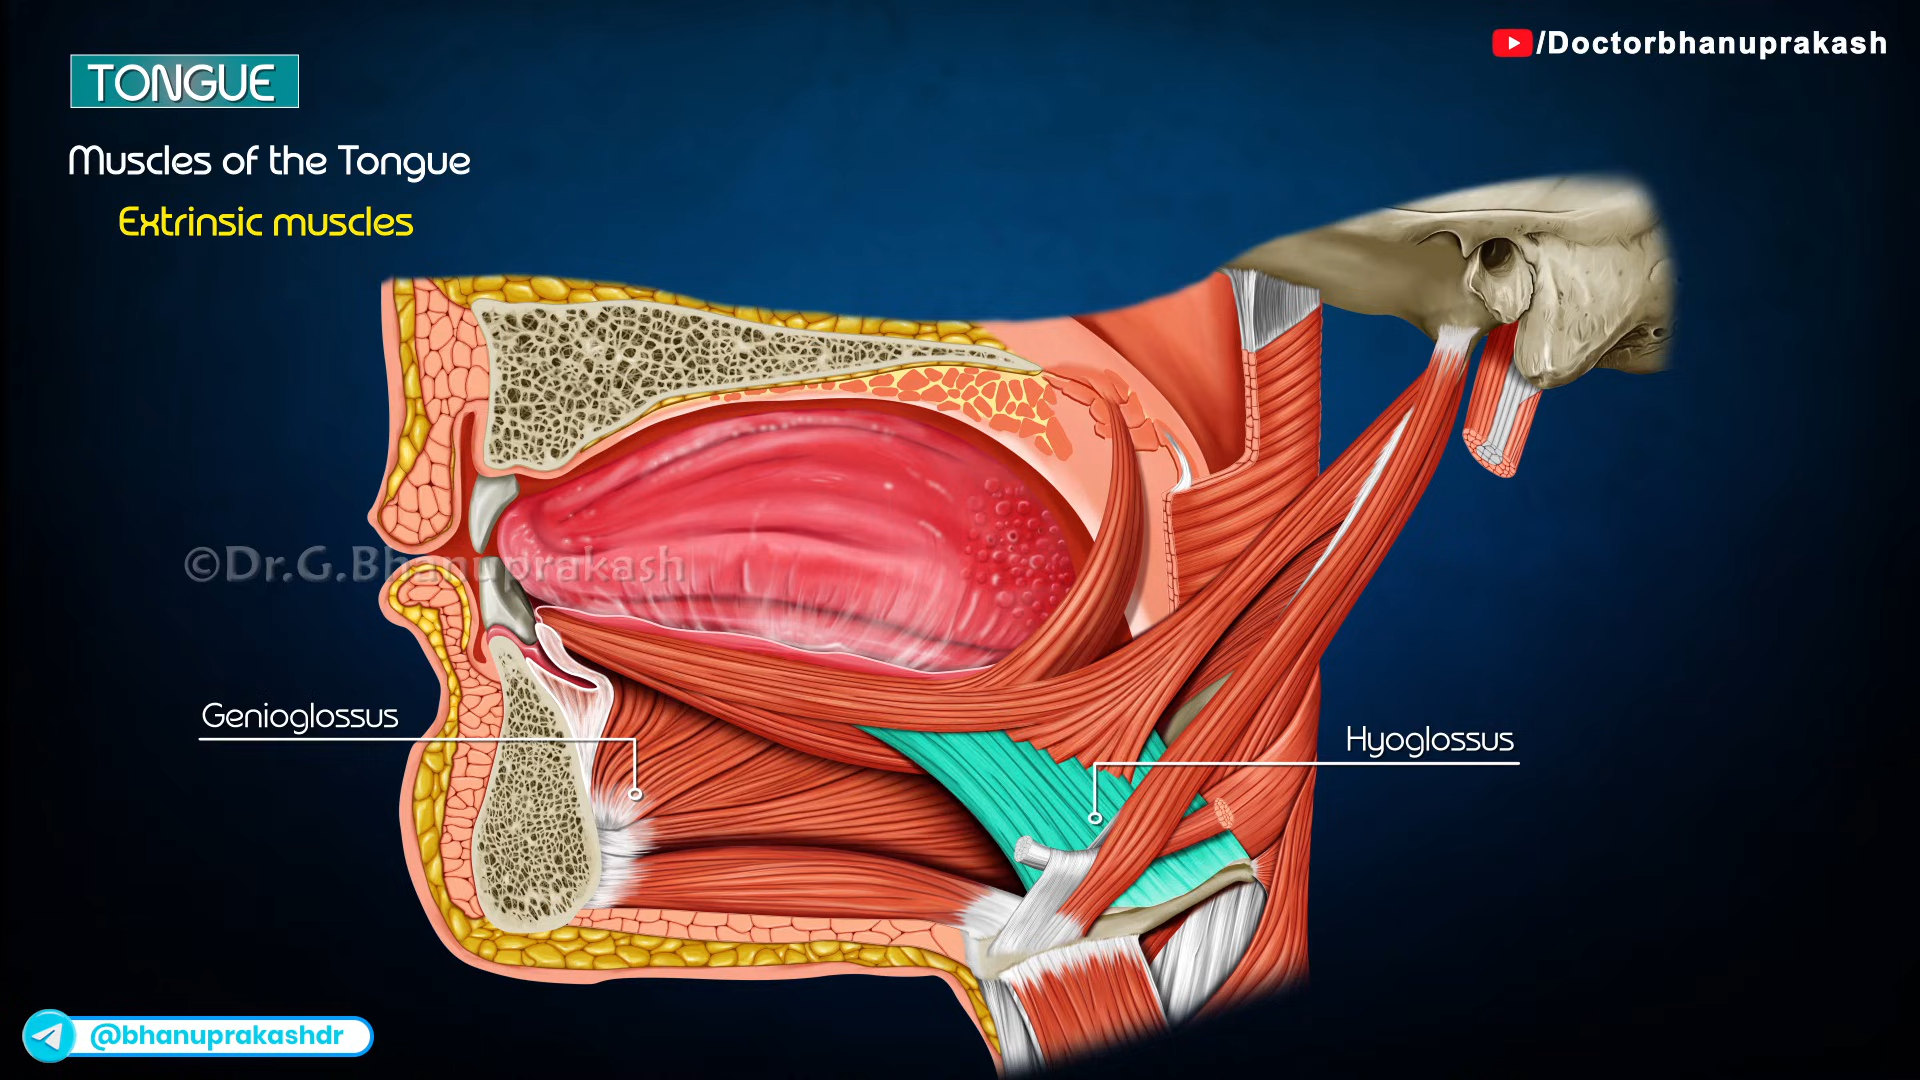 /Doctorbhanuprakash
TONGUE
Muscles of the Tongue
Extrinsic muscles
©Dr.G.Bhanuprakash
Genioglossus
Hyoglossus
@bhanuprakashdr